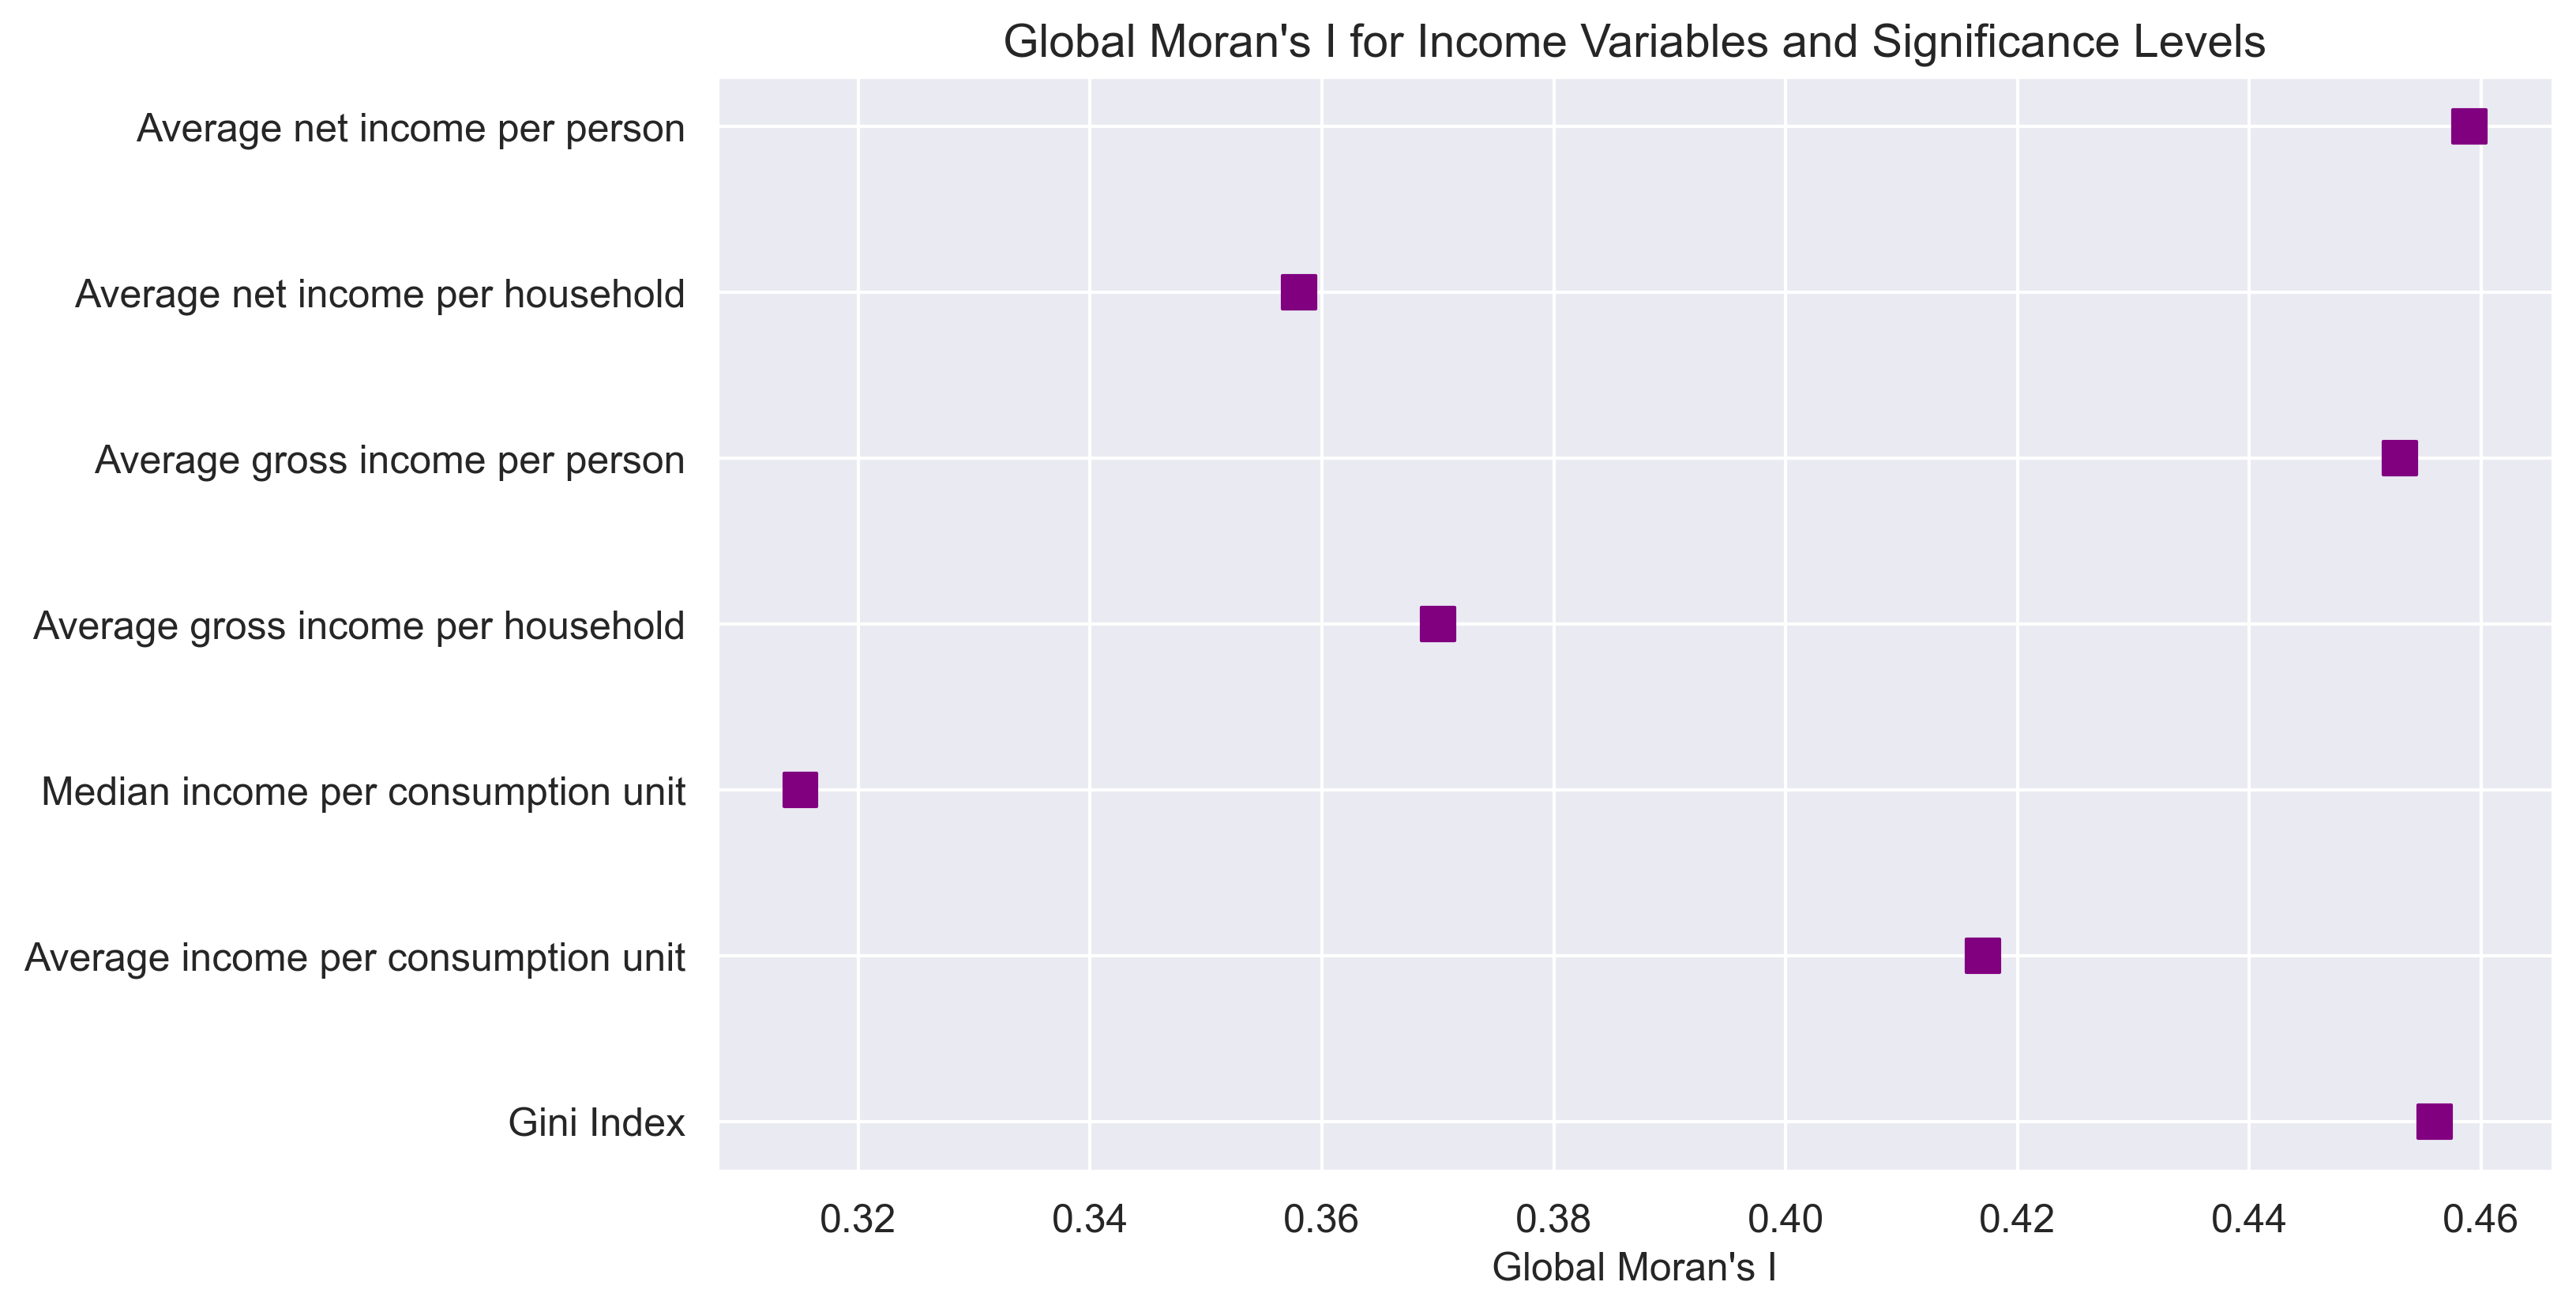 Global Moran's I for Income Variables and Significance Levels
Average net income per person
Average net income per household
Average gross income per person
Average gross income per household
Median income per consumption unit
Average income per consumption unit
Gini Index
0.32 0.34 0.36 0.38 0.40 0.42 0.44 0.46
Global Moran's I